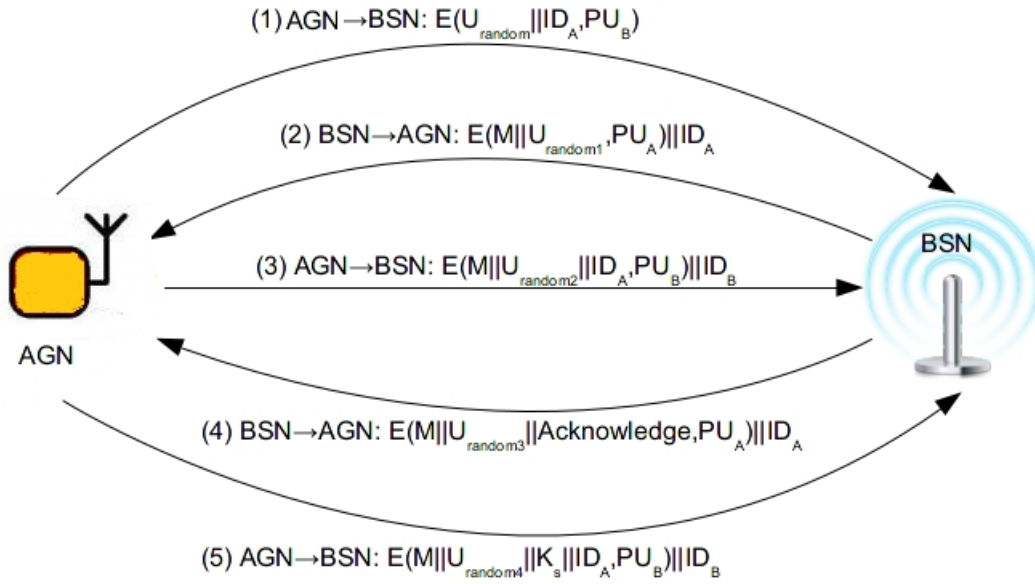 (1) AGN→BSN: E(U_random||ID_A,PU_B)
(2) BSN→AGN: E(M||U_random1,PU_A)||ID_A
BSN
(3) AGN→BSN: E(M||U_random2||ID_A,PU_B)||ID_B
AGN
(4) BSN→AGN: E(M||U_random3||Acknowledge,PU_A)||ID_A
(5) AGN→BSN: E(M||U_random4||K_s||ID_A,PU_B)||ID_B